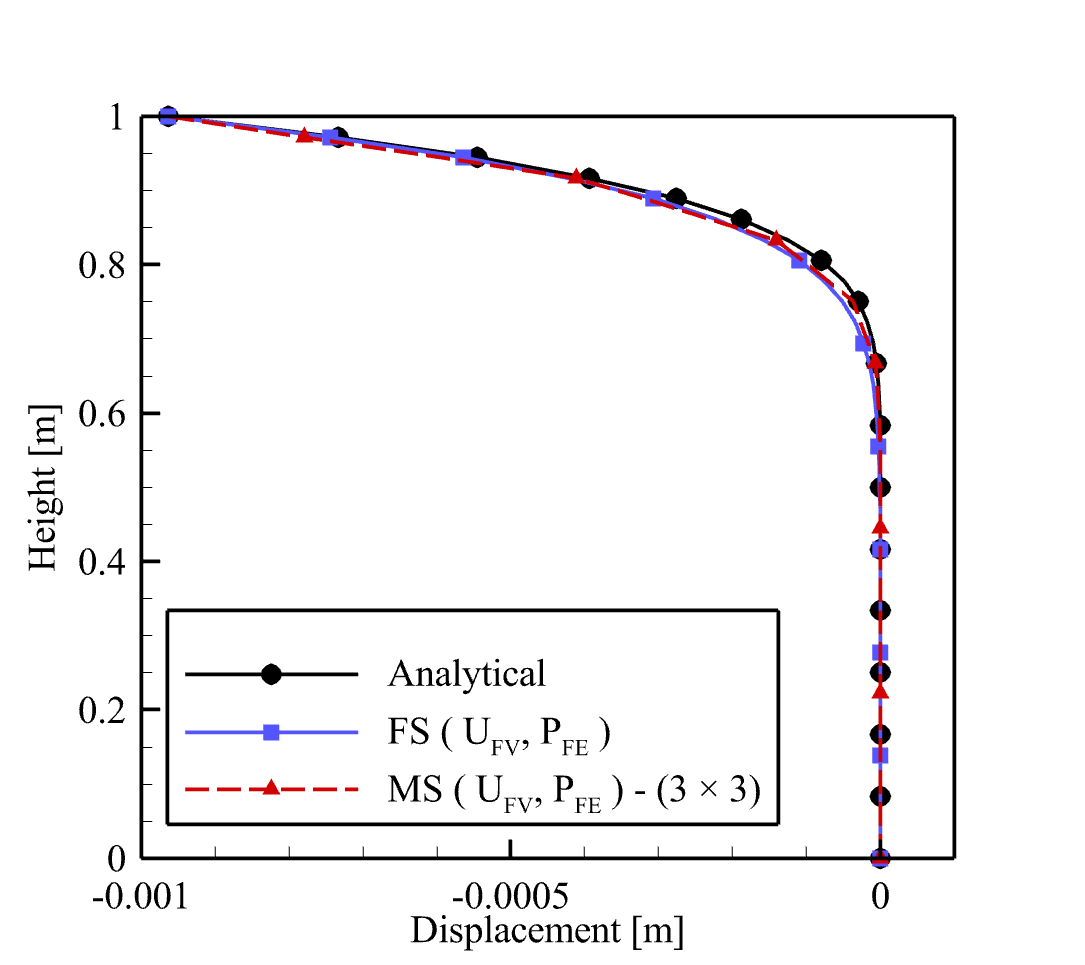 1
0.8
0.6
0.4
0.2
0
Height [m]
Analytical
FS ( U_FV, P_FE )
MS ( U_FV, P_FE ) - (3 × 3)
-0.001
-0.0005
0
Displacement [m]